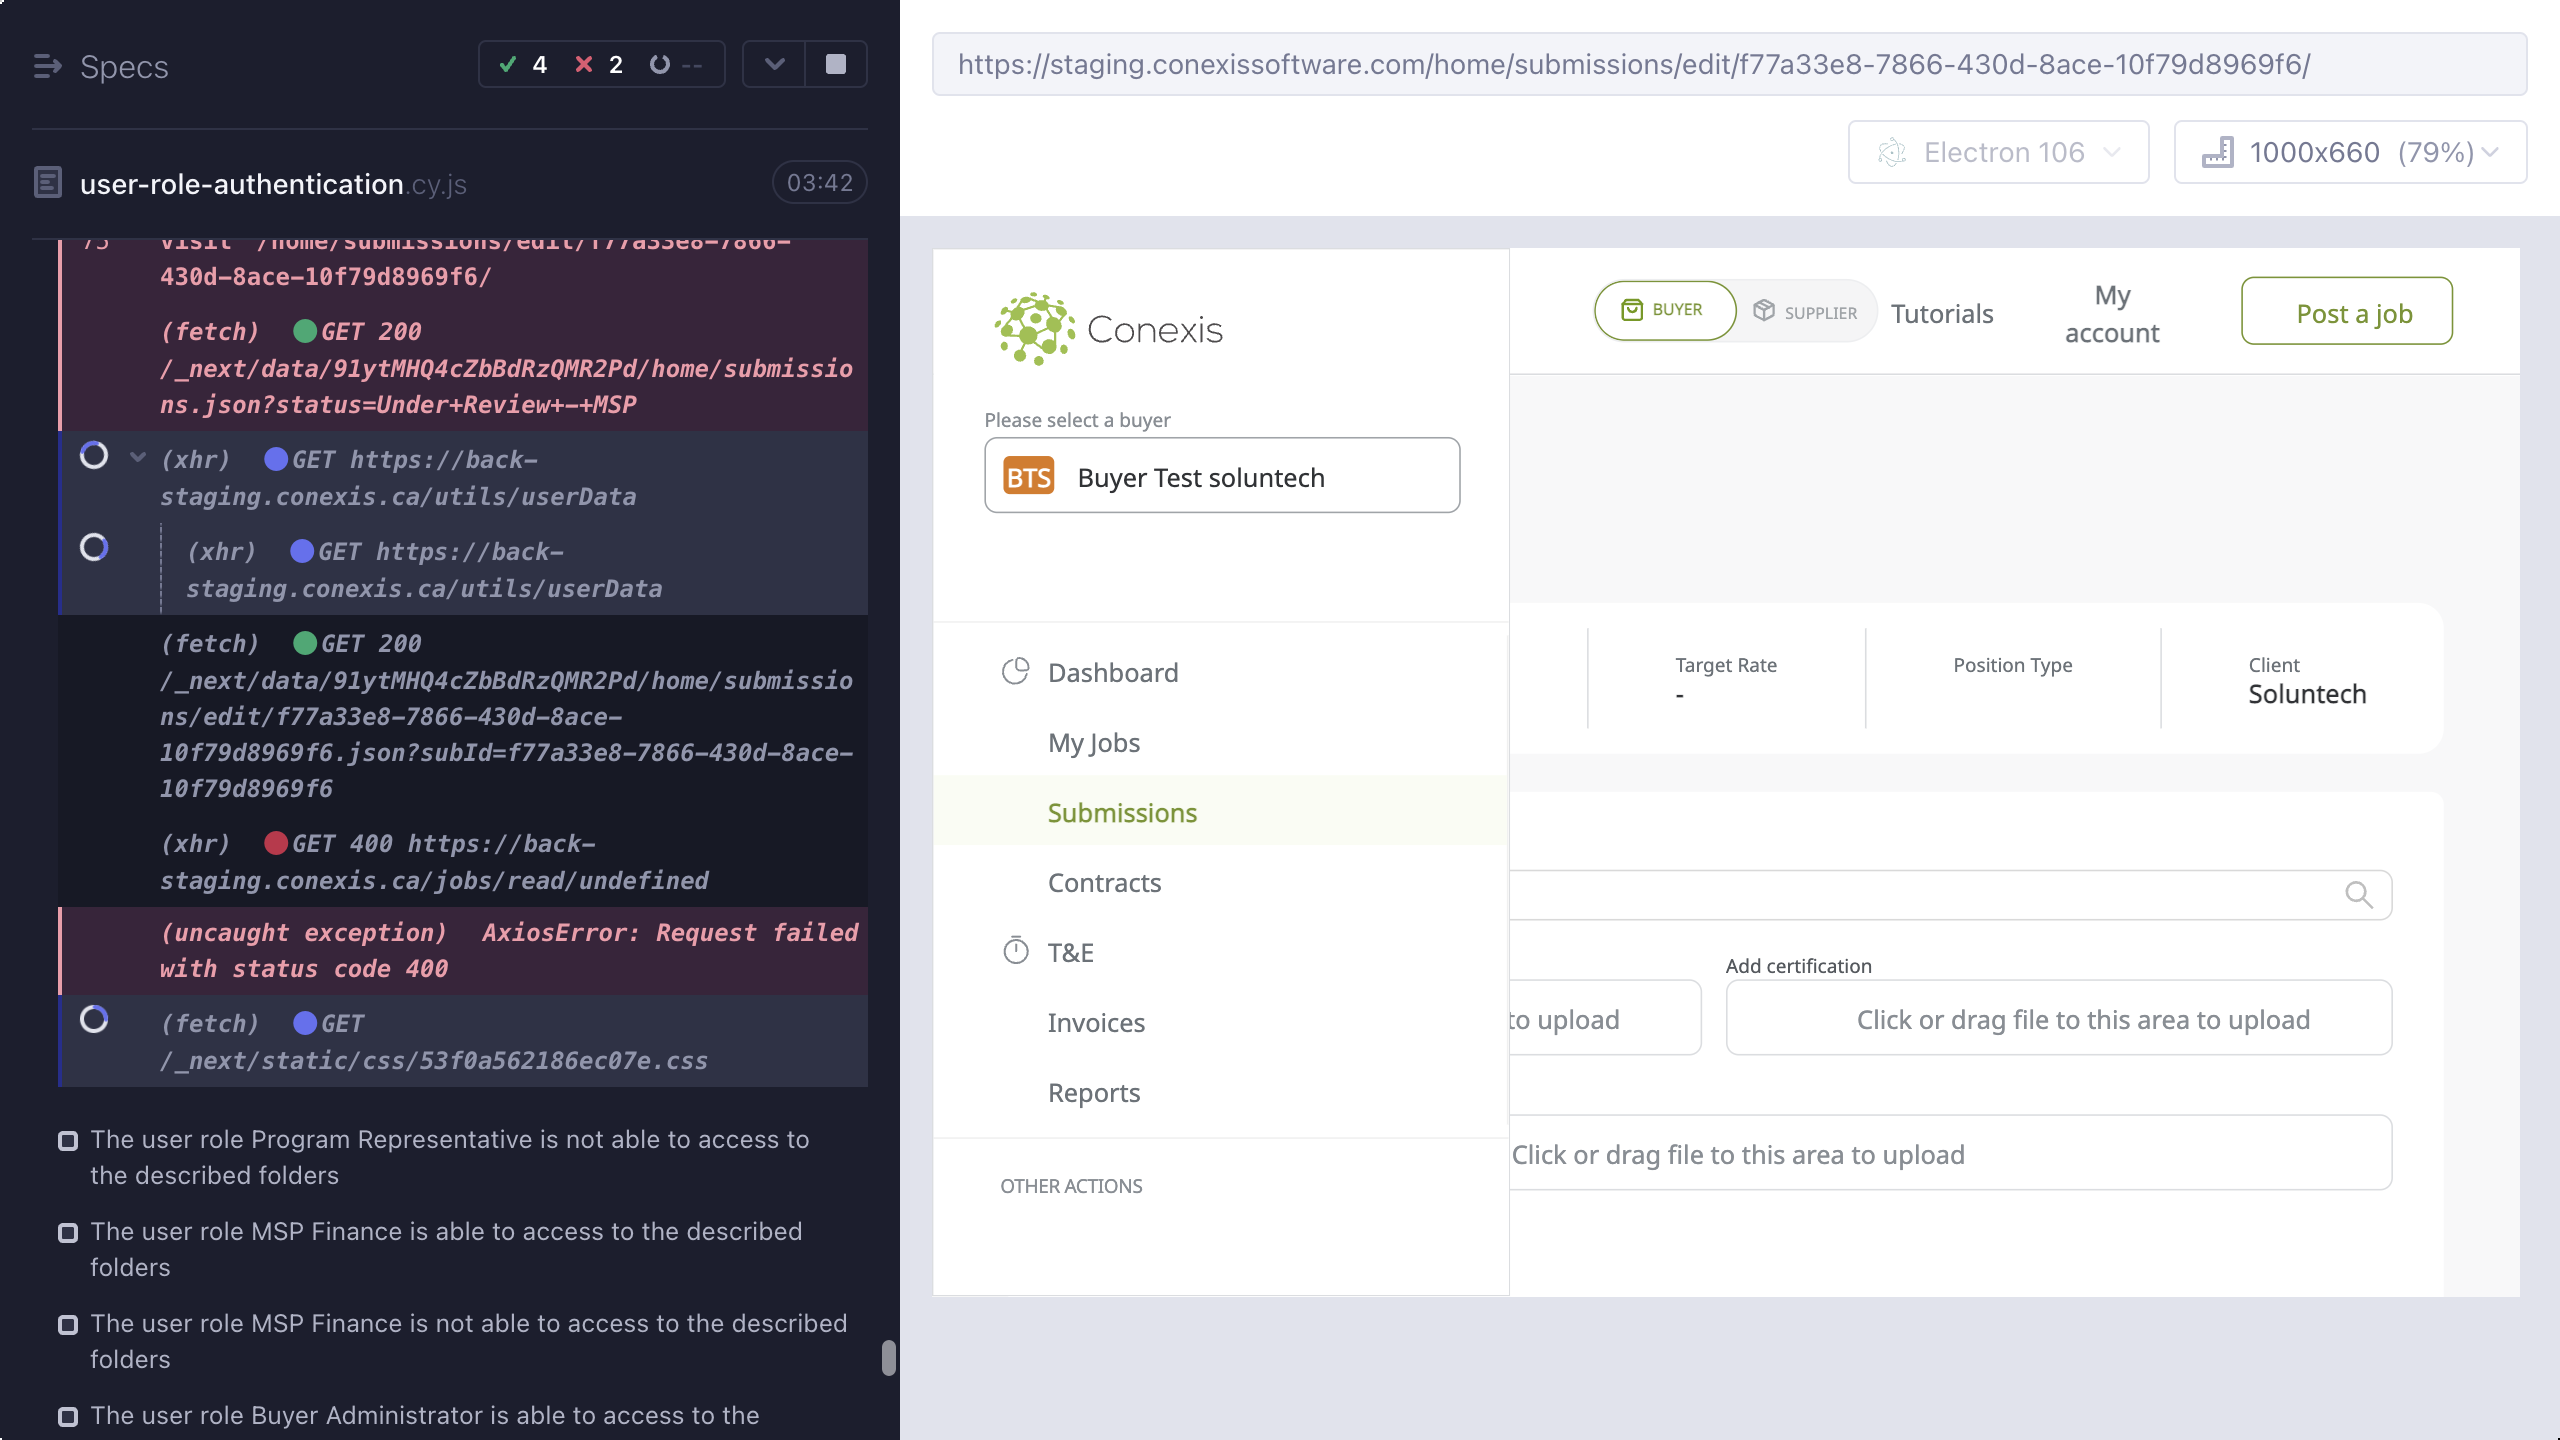 Specs
4
2
--
user-role-authentication.cy.js
03:42
75 visit /home/submissions/edit/f77a33e8-7866-
430d-8ace-10f79d8969f6/
(fetch) GET 200
/_next/data/91ytMHQ4cZbBdRzQMR2Pd/home/submissio
ns.json?status=Under+Review+-+MSP
(xhr) GET https://back-
staging.conexis.ca/utils/userData
(xhr) GET https://back-
staging.conexis.ca/utils/userData
(fetch) GET 200
/_next/data/91ytMHQ4cZbBdRzQMR2Pd/home/submissio
ns/edit/f77a33e8-7866-430d-8ace-
10f79d8969f6.json?subId=f77a33e8-7866-430d-8ace-
10f79d8969f6
(xhr) GET 400 https://back-
staging.conexis.ca/jobs/read/undefined
(uncaught exception) AxiosError: Request failed
with status code 400
(fetch) GET
/_next/static/css/53f0a562186ec07e.css
The user role Program Representative is not able to access to
the described folders
The user role MSP Finance is able to access to the described
folders
The user role MSP Finance is not able to access to the described
folders
The user role Buyer Administrator is able to access to the
https://staging.conexissoftware.com/home/submissions/edit/f77a33e8-7866-430d-8ace-10f79d8969f6/
Electron 106
1000x660 (79%)
Conexis
BUYER
SUPPLIER
Tutorials
My
account
Post a job
Please select a buyer
BTS Buyer Test soluntech
Dashboard
My Jobs
Submissions
Contracts
T&E
Invoices
Reports
OTHER ACTIONS
Target Rate
-
Position Type
Client
Soluntech
Add certification
to upload
Click or drag file to this area to upload
Click or drag file to this area to upload